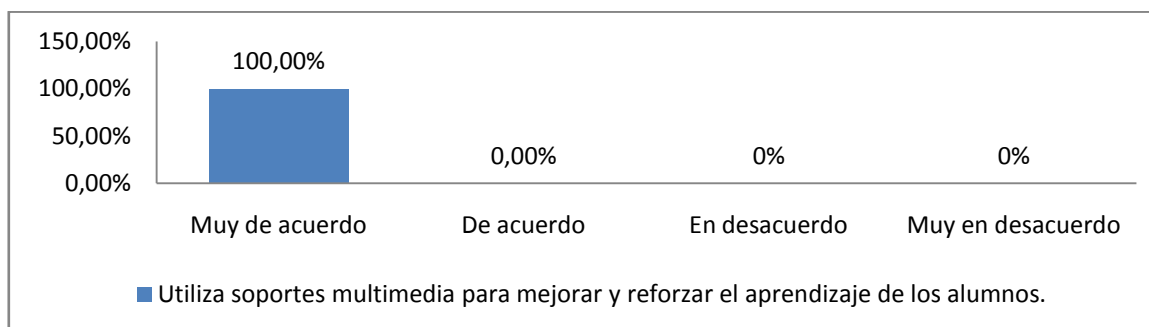 150,00%
100,00%
50,00%
0,00%
100,00%
0,00%
0%
0%
Muy de acuerdo
De acuerdo
En desacuerdo
Muy en desacuerdo
Utiliza soportes multimedia para mejorar y reforzar el aprendizaje de los alumnos.